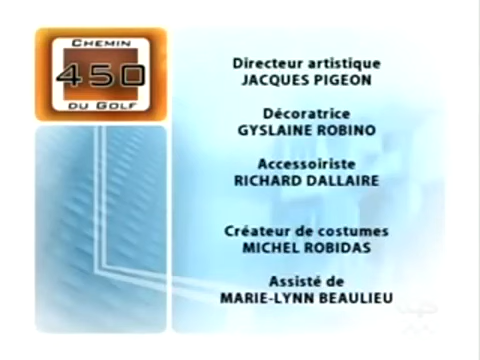 CHEMIN
450
DU GOLF
Directeur artistique
JACQUES PIGEON
Décoratrice
GYSLAINE ROBINO
Accessoiriste
RICHARD DALLAIRE
Créateur de costumes
MICHEL ROBIDAS
Assisté de
MARIE-LYNN BEAULIEU